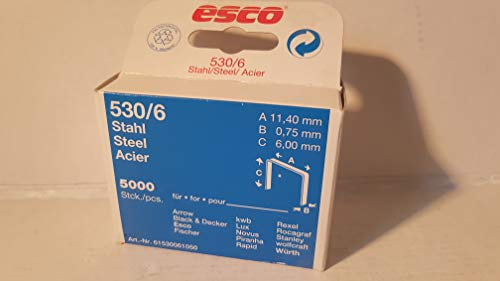 esco
530/6
Stahl/Steel/Acier
530/6
Stahl
Steel
Acier
A 11,40 mm
B 0,75 mm
C 6,00 mm
A
C
B
5000
Stck./pcs.
für • for • pour
Arrow
Black & Decker
Esco
Fischer
kwb
Lux
Novus
Piranha
Rapid
Rexel
Rocagraf
Stanley
wolfcraft
Würth
Art.-Nr. 61530061050